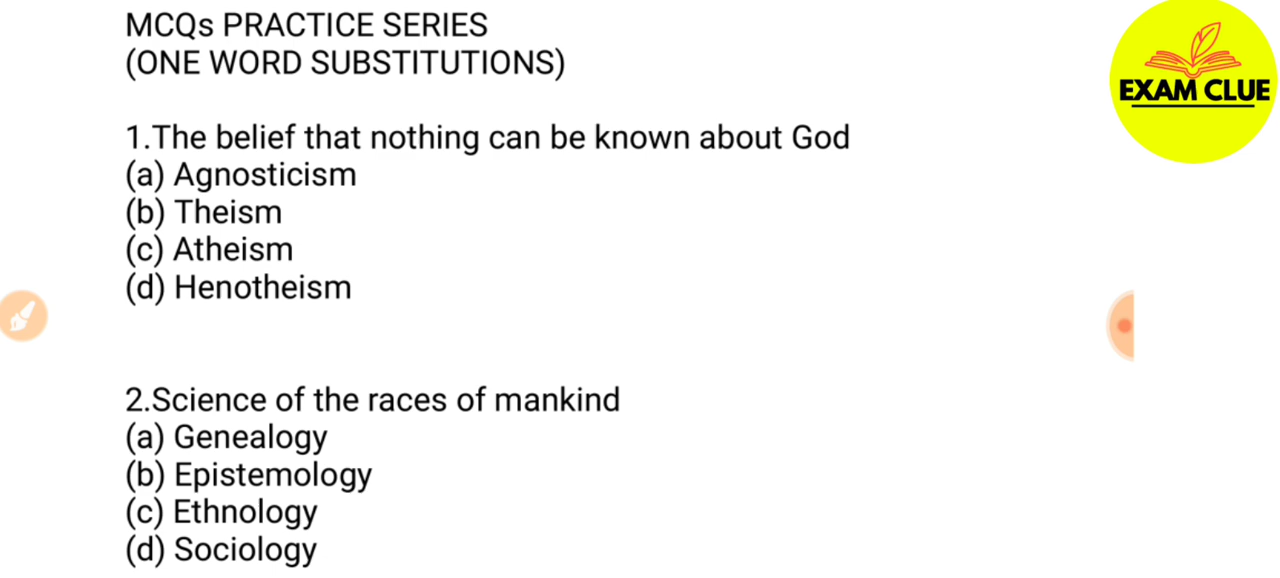 MCQs PRACTICE SERIES
(ONE WORD SUBSTITUTIONS)
EXAM CLUE
1.The belief that nothing can be known about God
(a) Agnosticism
(b) Theism
(c) Atheism
(d) Henotheism
2.Science of the races of mankind
(a) Genealogy
(b) Epistemology
(c) Ethnology
(d) Sociology